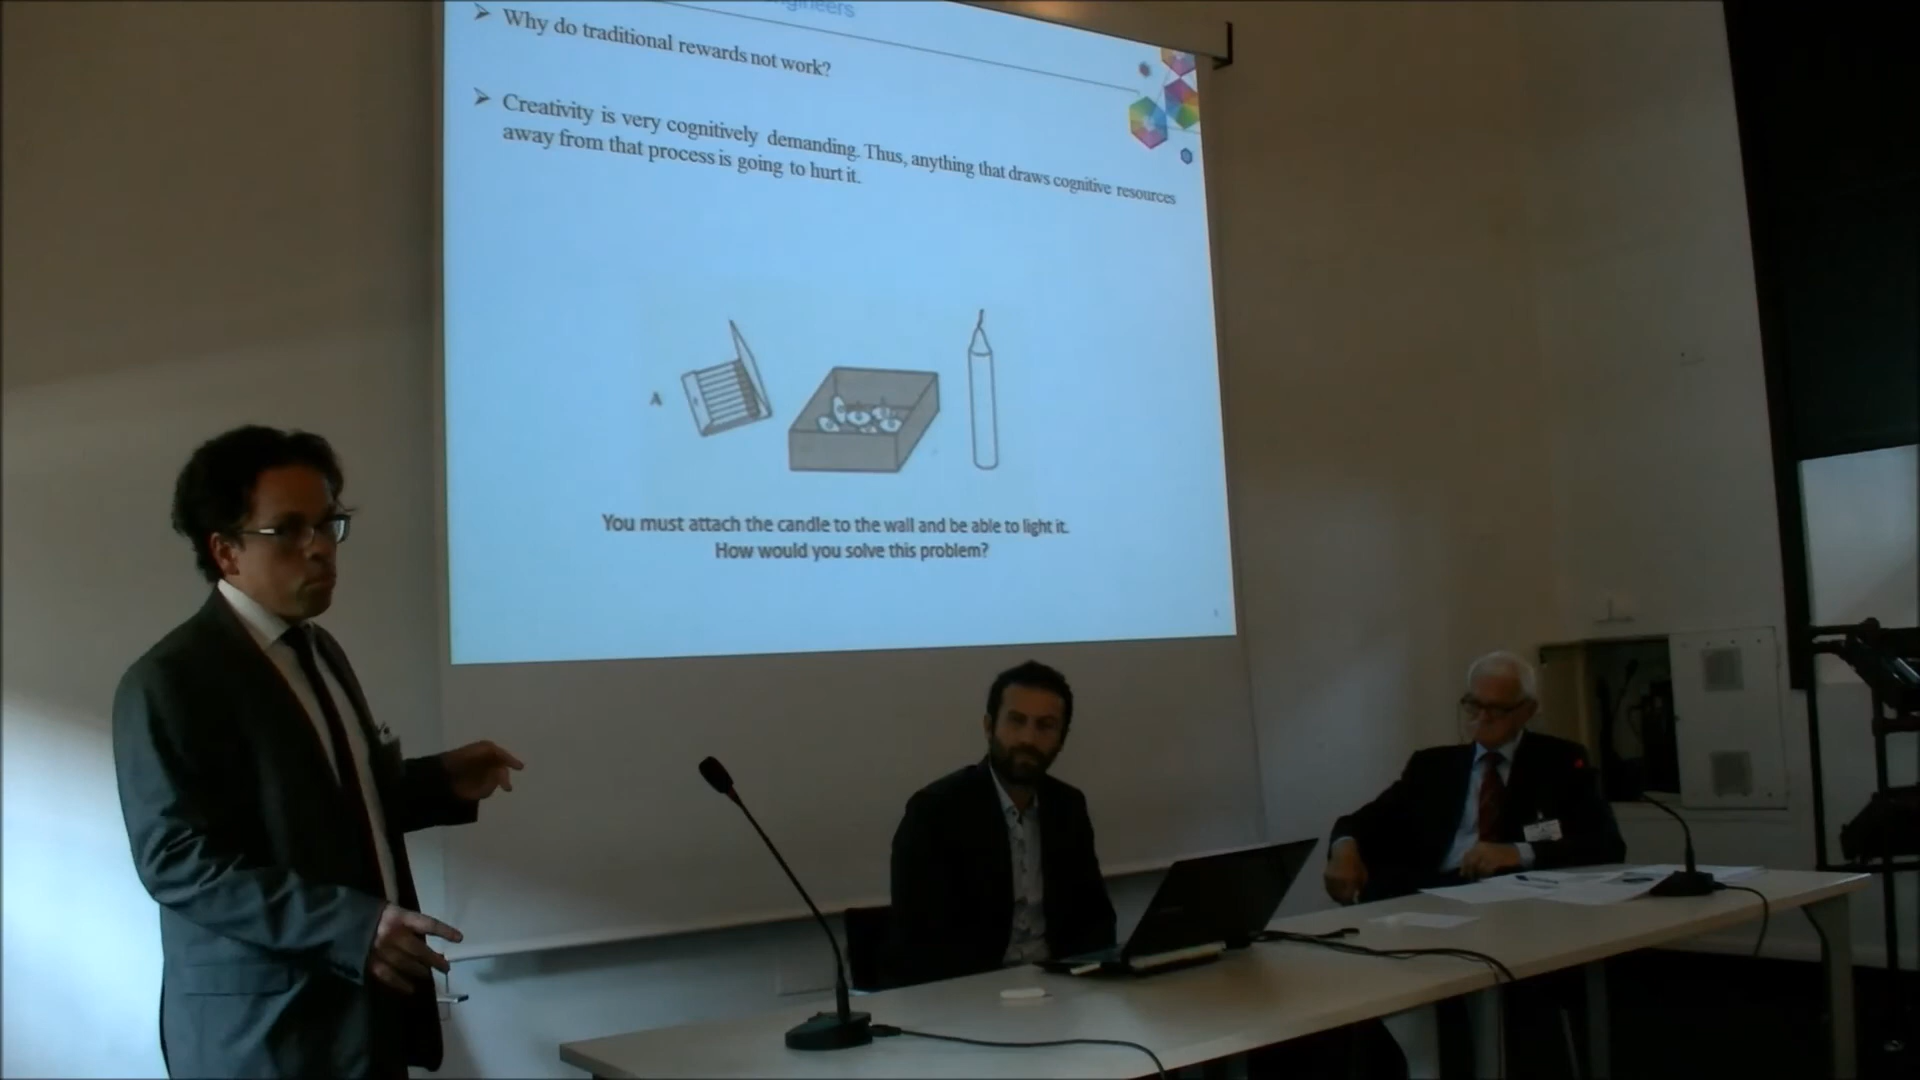 Why do traditional rewards not work?
Creativity is very cognitively demanding. Thus, anything that draws cognitive resources
away from that process is going to hurt it.
A
You must attach the candle to the wall and be able to light it.
How would you solve this problem?